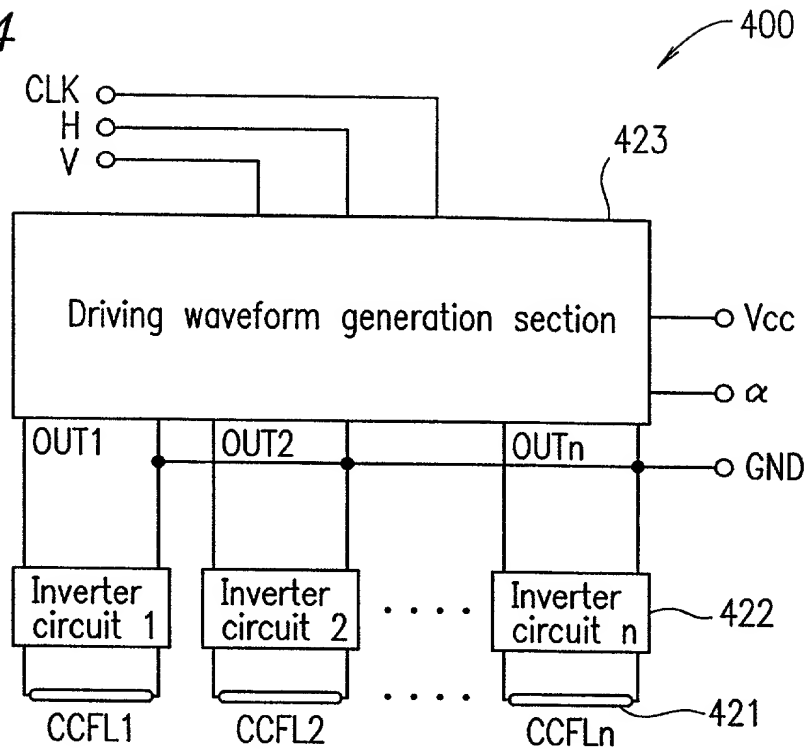 4
400
CLK
H
V
423
Driving waveform generation section
Vcc
α
OUT1
OUT2
OUTn
GND
Inverter
circuit 1
Inverter
circuit 2
. . . .
Inverter
circuit n
422
. . . .
421
CCFL1
CCFL2
CCFLn